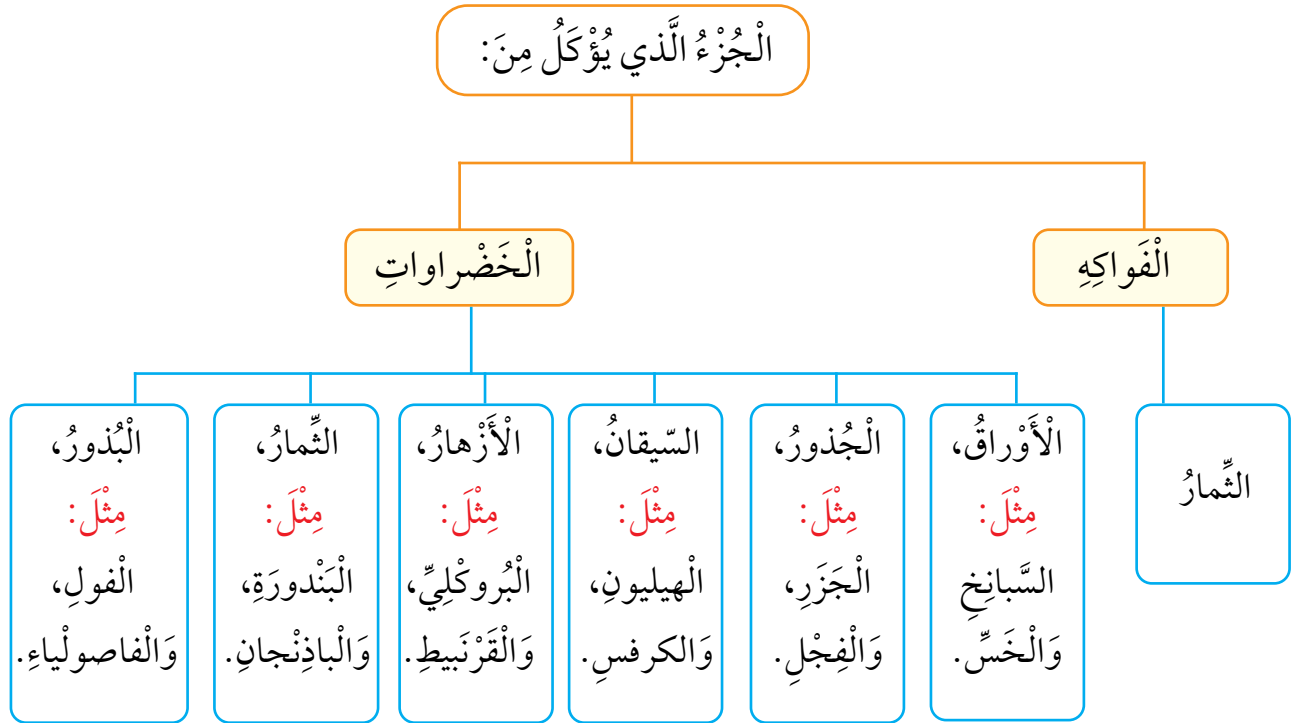 الْجُزْءُ الَّذي يُؤْكَلُ مِنَ:
الْفَواكِهِ
الْخَضْراواتِ
الثِّمارُ
الْأَوْراقُ،
مِثْلَ:
السَّبانِخِ
وَالْخَسِّ.
الْجُذورُ،
مِثْلَ:
الْجَزَرِ،
وَالْفِجْلِ.
السّيقانُ،
مِثْلَ:
الْهيليونِ،
وَالكرفسِ.
الْأَزْهارُ،
مِثْلَ:
الْبُروكْلِيِّ،
وَالْقَرْنَبيطِ.
الثِّمارُ،
مِثْلَ:
الْبَنْدورَةِ،
وَالْباذِنْجانِ.
الْبُذورُ،
مِثْلَ:
الْفولِ،
وَالْفاصولْياءِ.